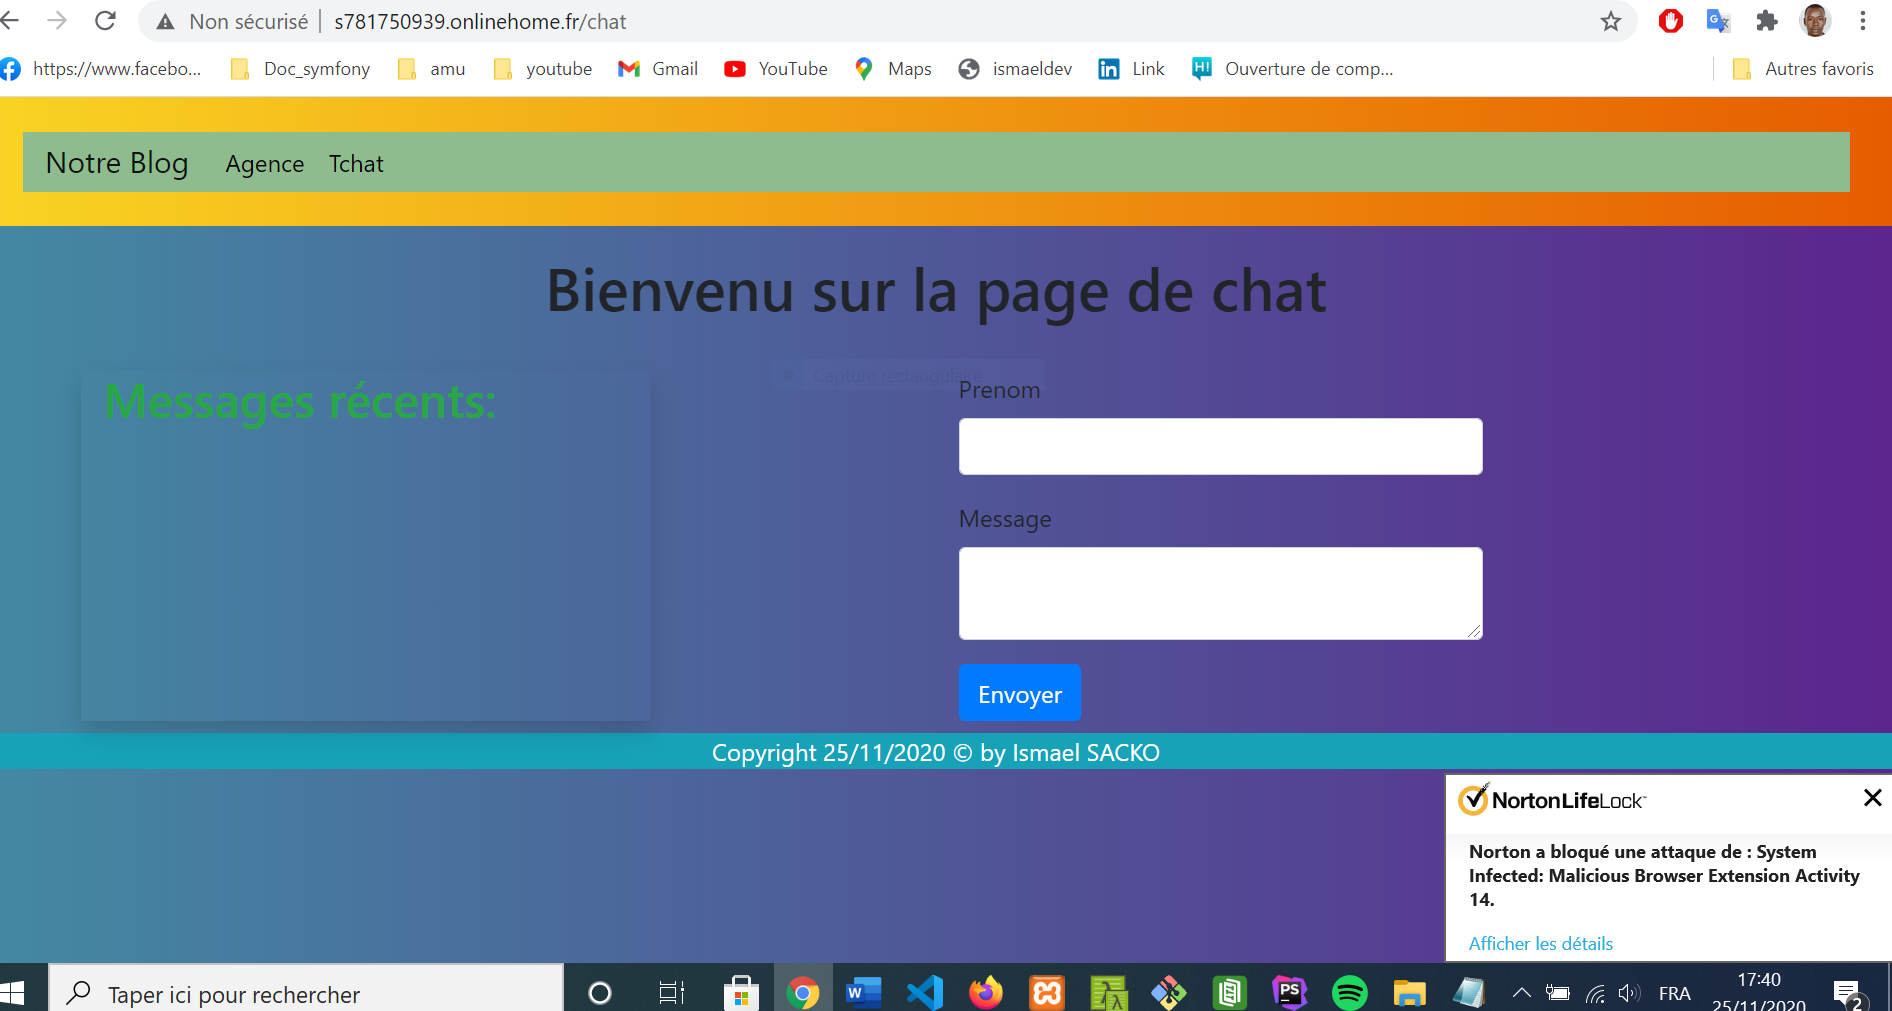 Non sécurisé | s781750939.onlinehome.fr/chat
https://www.facebo... Doc_symfony amu youtube Gmail YouTube Maps ismaeldev Link Ouverture de comp... Autres favoris
Notre Blog Agence Tchat
Bienvenu sur la page de chat
Messages récents:
Capture rectangulaire
Prenom
Message
Envoyer
Copyright 25/11/2020 © by Ismael SACKO
NortonLifeLock™
Norton a bloqué une attaque de : System
Infected: Malicious Browser Extension Activity
14.
Afficher les détails
Taper ici pour rechercher
FRA
17:40
25/11/2020
2